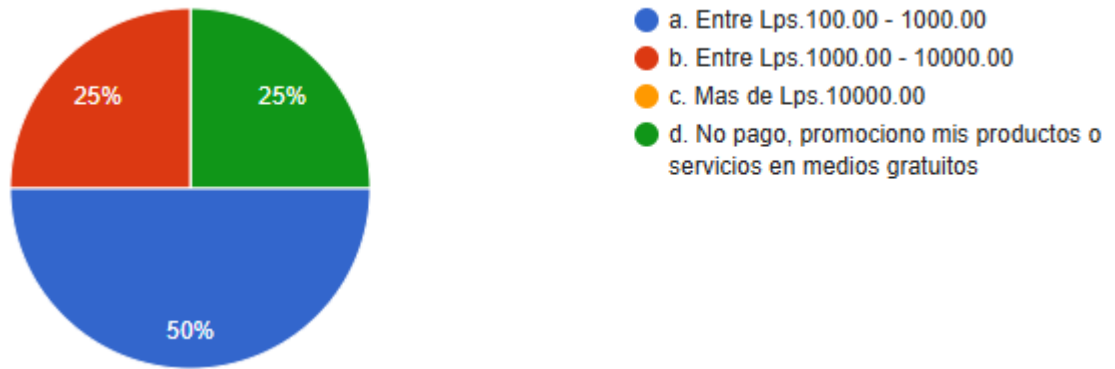 25%
25%
50%
a. Entre Lps.100.00 - 1000.00
b. Entre Lps.1000.00 - 10000.00
c. Mas de Lps.10000.00
d. No pago, promociono mis productos o
servicios en medios gratuitos